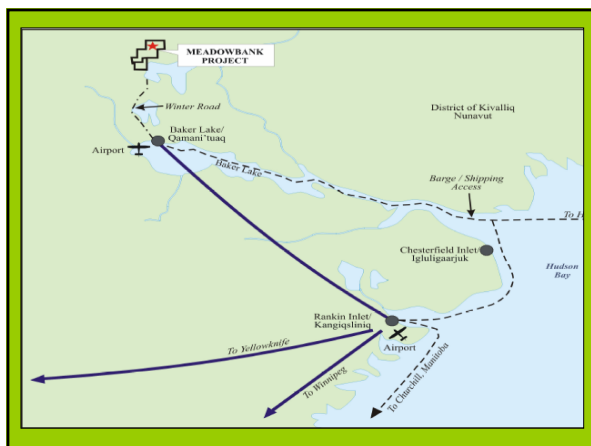 MEADOWBANK
PROJECT
Winter Road
District of Kivalliq
Nunavut
Baker Lake/
Qamani'tuaq
Airport
Baker Lake
Barge / Shipping
Access
To H
Chesterfield Inlet/
Igluligaarjuk
Hudson
Bay
Rankin Inlet/
Kangiqsliniq
Airport
To Yellowknife
To Winnipeg
To Churchill, Manitoba